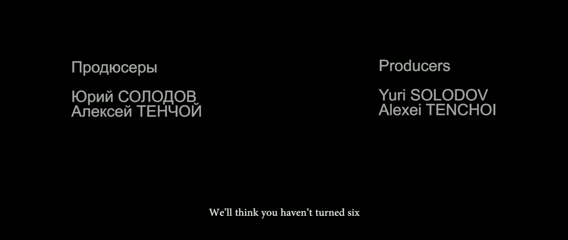 Продюсеры
Юрий СОЛОДОВ
Алексей ТЕНЧОЙ
Producers
Yuri SOLODOV
Alexei TENCHOI
We'll think you haven't turned six